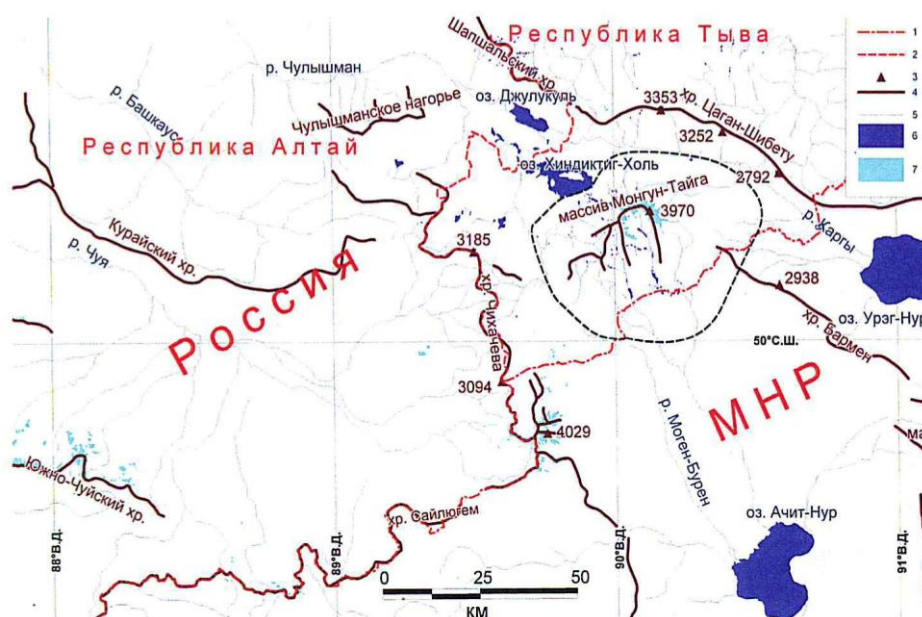 Республика Тыва
Шапшальский хр.
р. Чулышман
р. Башкаус
Чулышманское нагорье
оз. Джулукуль
3353
хр. Цаган-Шибету
3252
Республика Алтай
оз. Хиндиктиг-Холь
2792
массив Монгун-Тайга
3970
р. Каргы
Курайский хр.
р. Чуя
3185
Россия
хр. Чихачева
2938
оз. Урэг-Нур
хр. Бармен
50°С.Ш.
3094
МНР
р. Моген-Бурен
4029
Южно-Чуйский хр.
хр. Сайлюгем
оз. Ачит-Нур
88°В.Д.
89°В.Д.
90°В.Д.
91°В.Д.
0 25 50
км
1
2
3
4
5
6
7